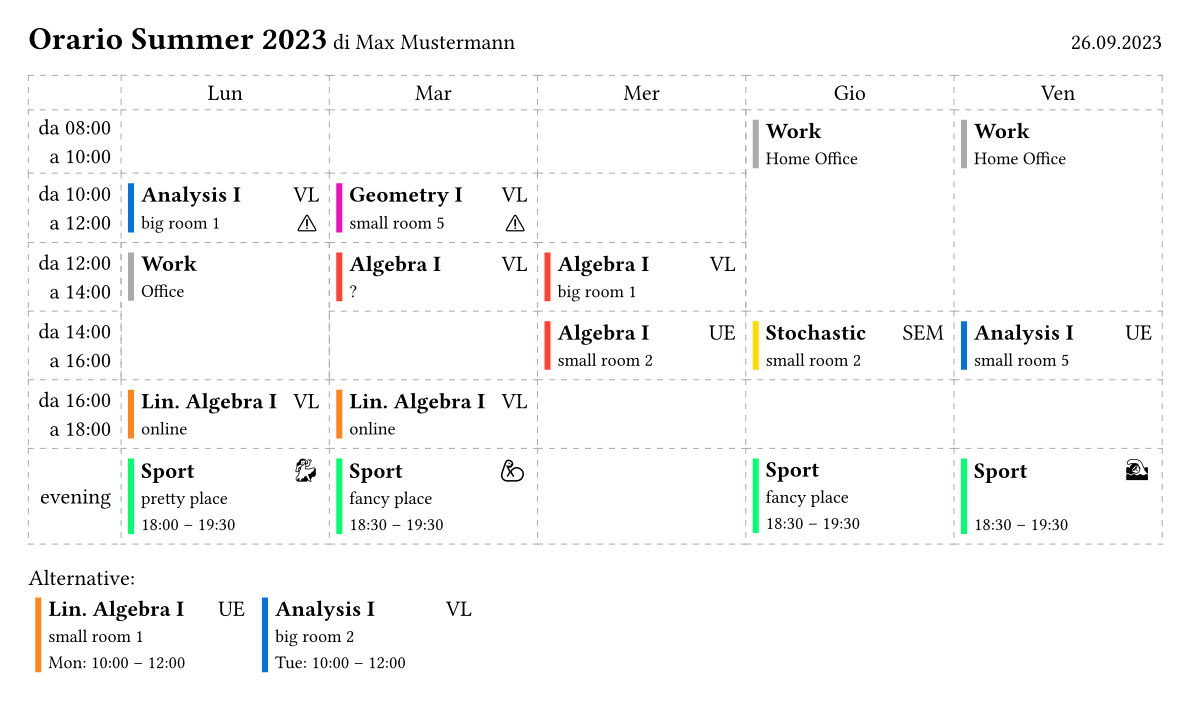 Orario Summer 2023 di Max Mustermann 26.09.2023
Lun Mar Mer Gio Ven
da 08:00
a 10:00
Work
Home Office
Work
Home Office
da 10:00
a 12:00
Analysis I VL
big room 1
Geometry I VL
small room 5
da 12:00
a 14:00
Work
Office
Algebra I VL
?
Algebra I VL
big room 1
da 14:00
a 16:00
Algebra I UE
small room 2
Stochastic SEM
small room 2
Analysis I UE
small room 5
da 16:00
a 18:00
Lin. Algebra I VL
online
Lin. Algebra I VL
online
evening
Sport
pretty place
18:00 – 19:30
Sport
fancy place
18:30 – 19:30
Sport
fancy place
18:30 – 19:30
Sport
18:30 – 19:30
Alternative:
Lin. Algebra I UE
small room 1
Mon: 10:00 – 12:00
Analysis I VL
big room 2
Tue: 10:00 – 12:00